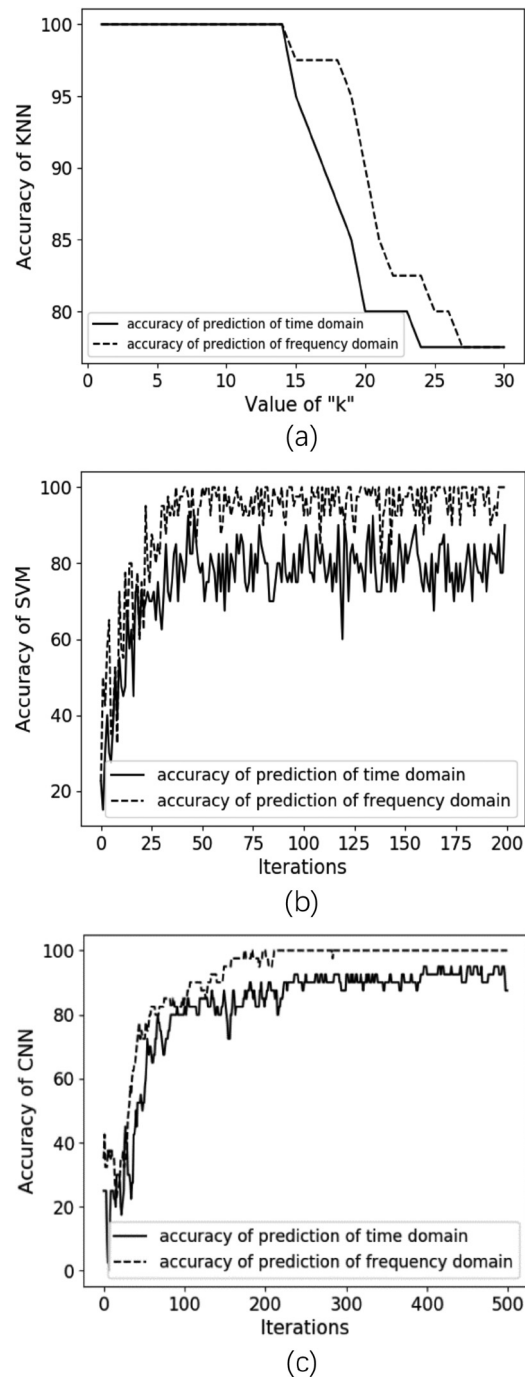 100
95
90
85
80
Accuracy of KNN
accuracy of prediction of time domain
accuracy of prediction of frequency domain
0 5 10 15 20 25 30
Value of "k"
(a)
100
80
60
40
20
Accuracy of SVM
accuracy of prediction of time domain
accuracy of prediction of frequency domain
0 25 50 75 100 125 150 175 200
Iterations
(b)
100
80
60
40
20
0
Accuracy of CNN
accuracy of prediction of time domain
accuracy of prediction of frequency domain
0 100 200 300 400 500
Iterations
(c)